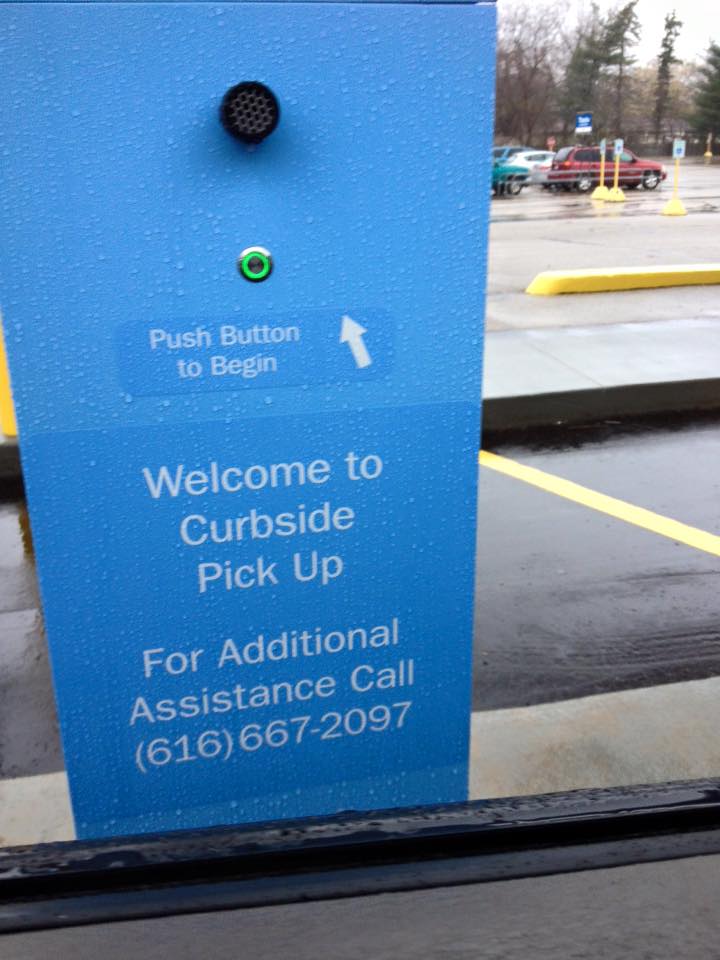 Push Button
to Begin
Welcome to
Curbside
Pick Up
For Additional
Assistance Call
(616)667-2097